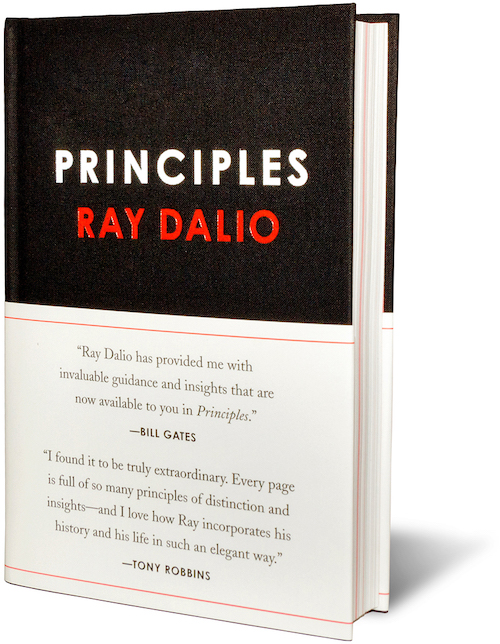 PRINCIPLES
RAY DALIO
“Ray Dalio has provided me with
invaluable guidance and insights that are
now available to you in Principles.”
—BILL GATES
“I found it to be truly extraordinary. Every page
is full of so many principles of distinction and
insights—and I love how Ray incorporates his
history and his life in such an elegant way.”
—TONY ROBBINS